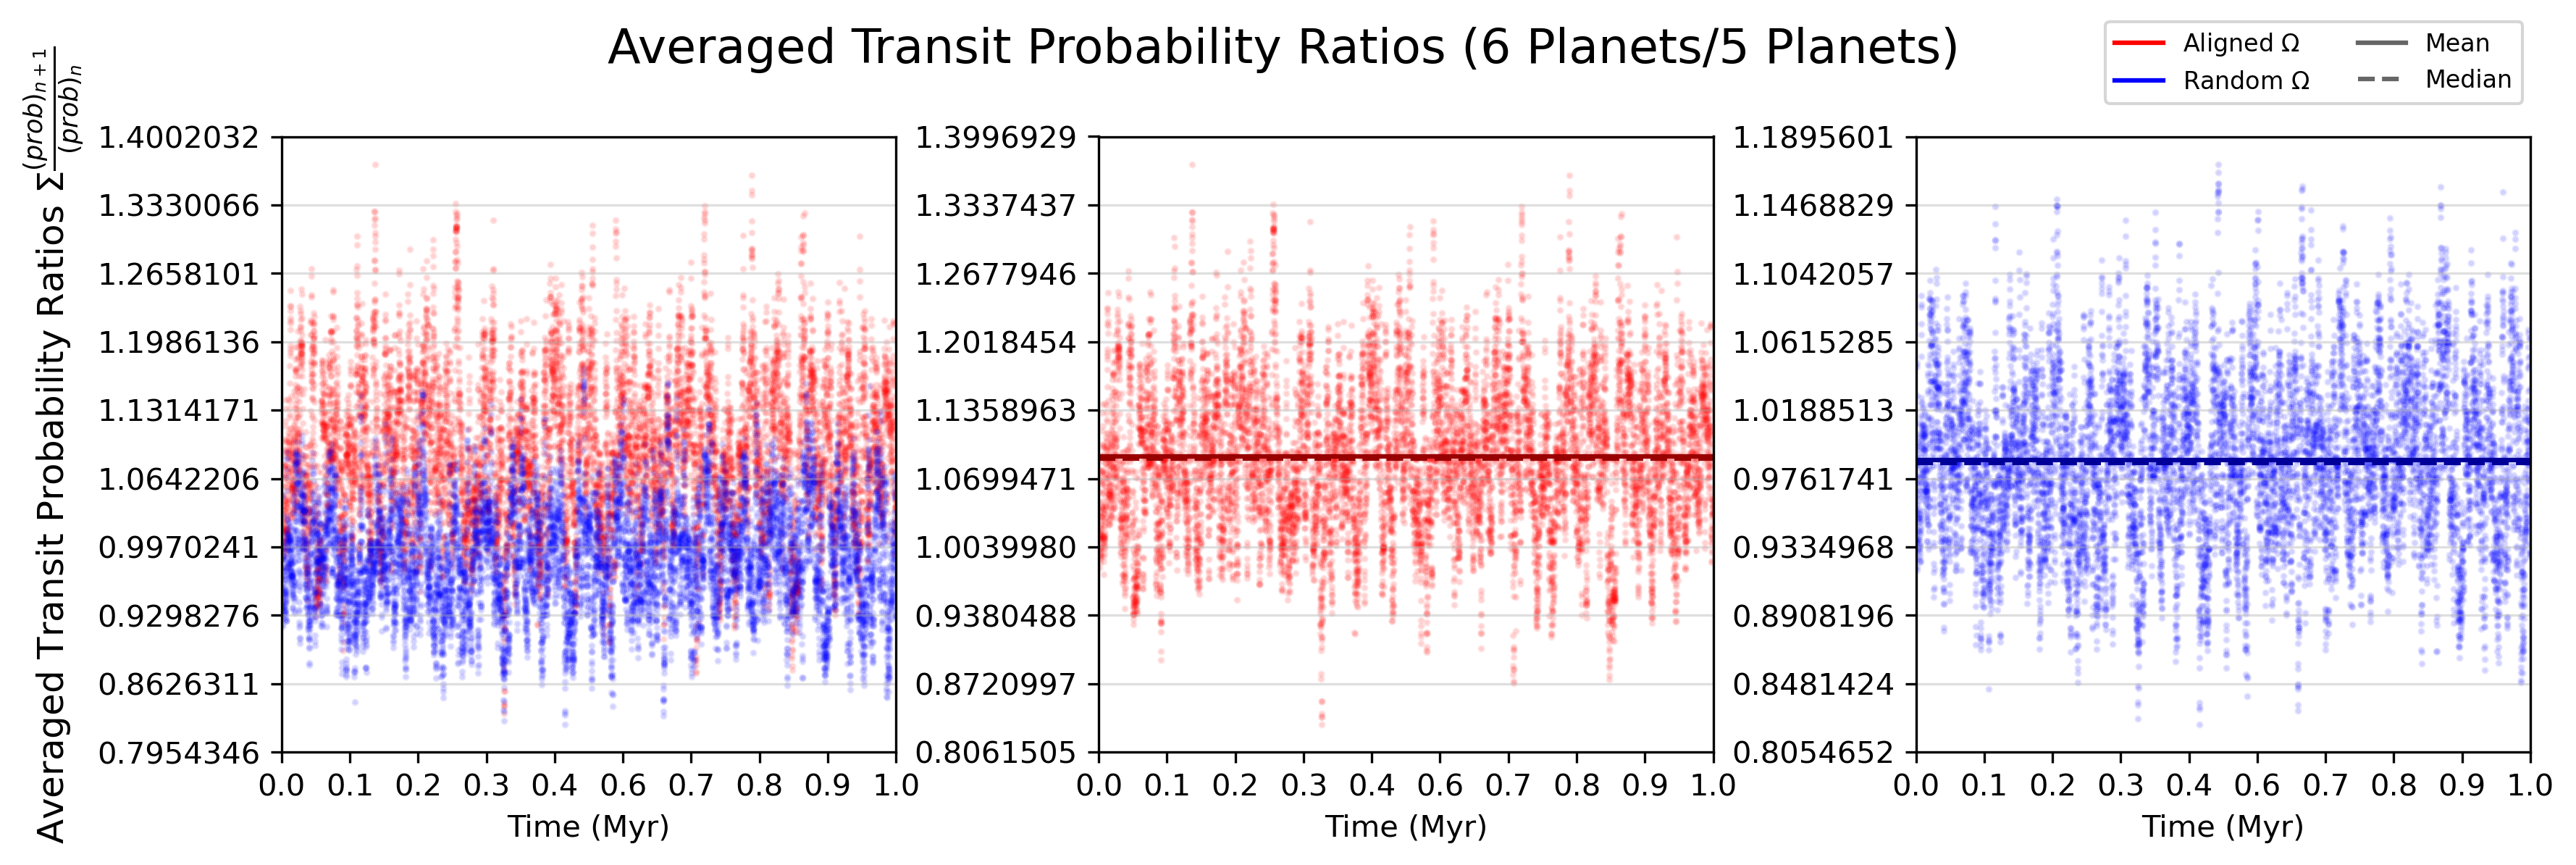 Averaged Transit Probability Ratios (6 Planets/5 Planets)
Aligned Ω
Mean
Random Ω
Median
Averaged Transit Probability Ratios Σ (prob)n+1 / (prob)n
1.4002032
1.3330066
1.2658101
1.1986136
1.1314171
1.0642206
0.9970241
0.9298276
0.8626311
0.7954346
0.0 0.1 0.2 0.3 0.4 0.6 0.7 0.8 0.9 1.0
Time (Myr)
1.3996929
1.3337437
1.2677946
1.2018454
1.1358963
1.0699471
1.0039980
0.9380488
0.8720997
0.8061505
0.0 0.1 0.2 0.3 0.4 0.6 0.7 0.8 0.9 1.0
Time (Myr)
1.1895601
1.1468829
1.1042057
1.0615285
1.0188513
0.9761741
0.9334968
0.8908196
0.8481424
0.8054652
0.0 0.1 0.2 0.3 0.4 0.6 0.7 0.8 0.9 1.0
Time (Myr)